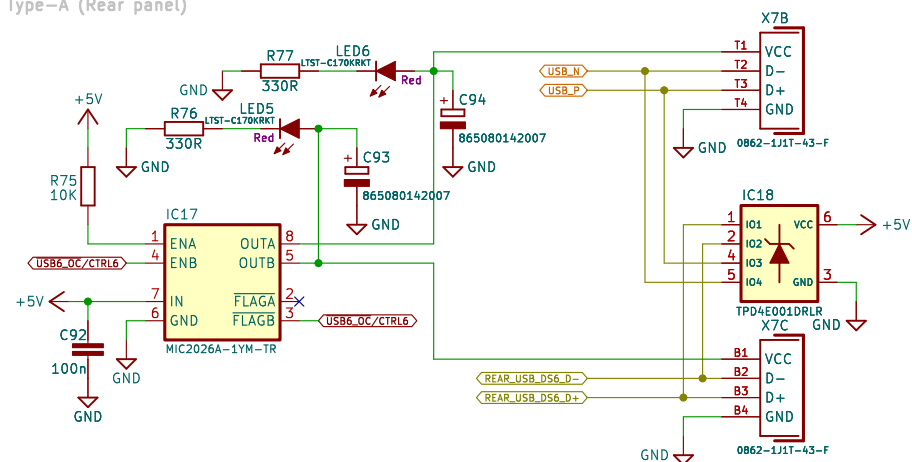 Type-A (Rear panel)
X7B
T1 VCC
T2 D-
T3 D+
T4 GND
0862-1J1T-43-F
USB_N
USB_P
GND
LED6
R77
LTST-C170KRKT
330R
Red
GND
C94
+
865080142007
GND
+5V
R76
LED5
LTST-C170KRKT
330R
Red
GND
C93
+
865080142007
GND
R75
10K
IC17
1 ENA
4 ENB
7 IN
6 GND
OUTA 8
OUTB 5
FLAGA 2
FLAGB 3
MIC2026A-1YM-TR
USB6_OC/CTRL6
USB6_OC/CTRL6
+5V
C92
100n
GND
GND
IC18
1 IO1
2 IO2
4 IO3
5 IO4
VCC 6
GND 3
TPD4E001DRLR
+5V
GND
X7C
B1 VCC
B2 D-
B3 D+
B4 GND
0862-1J1T-43-F
REAR_USB_DS6_D-
REAR_USB_DS6_D+
GND